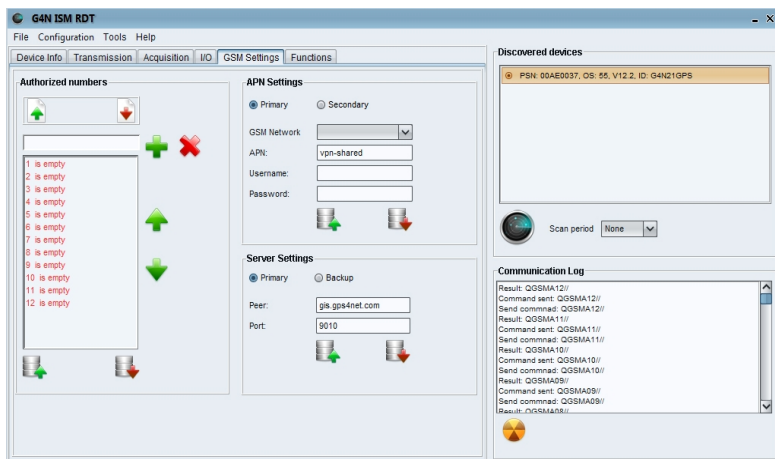 G4N ISM RDT
File Configuration Tools Help
Device Info Transmission Acquisition I/O GSM Settings Functions
Authorized numbers
1 is empty
2 is empty
3 is empty
4 is empty
5 is empty
6 is empty
7 is empty
8 is empty
9 is empty
10 is empty
11 is empty
12 is empty
APN Settings
Primary Secondary
GSM Network
APN: vpn-shared
Username:
Password:
Server Settings
Primary Backup
Peer: gis.gps4net.com
Port: 9010
Discovered devices
PSN: 00AE0037, OS: 55, V12.2, ID: G4N21GPS
Scan period None
Communication Log
Result: QGSMA12//
Command sent: QGSMA12//
Send commnad: QGSMA12//
Result: QGSMA11//
Command sent: QGSMA11//
Send commnad: QGSMA11//
Result: QGSMA10//
Command sent: QGSMA10//
Send commnad: QGSMA10//
Result: QGSMA09//
Command sent: QGSMA09//
Send commnad: QGSMA09//
Result: QGSMA08//